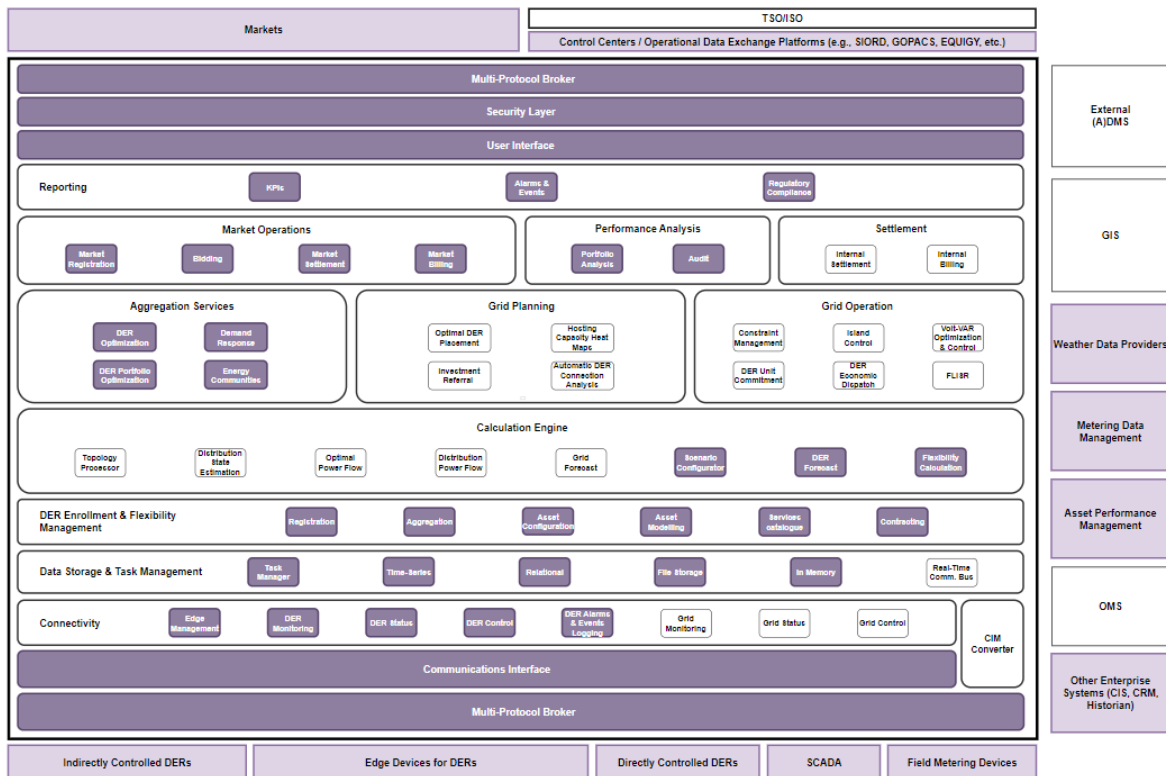 Markets
TSO/ISO
Control Centers / Operational Data Exchange Platforms (e.g., SIORD, GOPACS, EQUIGY, etc.)
Multi-Protocol Broker
Security Layer
User Interface
Reporting
KPIs
Alarms &
Events
Regulatory
Compliance
Market Operations
Market
Registration
Bidding
Market
Settlement
Market
Billing
Performance Analysis
Portfolio
Analysis
Audit
Settlement
Internal
Settlement
Internal
Billing
Aggregation Services
DER
Optimization
Demand
Response
DER Portfolio
Optimization
Energy
Communities
Grid Planning
Optimal DER
Placement
Hosting
Capacity Heat
Maps
Investment
Referral
Automatic DER
Connection
Analysis
Grid Operation
Constraint
Management
Island
Control
Volt-VAR
Optimization
& Control
DER Unit
Commitment
DER
Economic
Dispatch
FLISR
Calculation Engine
Topology
Processor
Distribution
State
Estimation
Optimal
Power Flow
Distribution
Power Flow
Grid
Forecast
Scenario
Configurator
DER
Forecast
Flexibility
Calculation
DER Enrollment & Flexibility
Management
Registration
Aggregation
Asset
Configuration
Asset
Modelling
Services
catalogue
Contracting
Data Storage & Task Management
Task
Manager
Time-Series
Relational
File Storage
In Memory
Real-Time
Comm. Bus
Connectivity
Edge
Management
DER
Monitoring
DER Status
DER Control
DER Alarms
& Events
Logging
Grid
Monitoring
Grid Status
Grid Control
CIM
Converter
Communications Interface
Multi-Protocol Broker
External
(A)DMS
GIS
Weather Data Providers
Metering Data
Management
Asset Performance
Management
OMS
Other Enterprise
Systems (CIS, CRM,
Historian)
Indirectly Controlled DERs
Edge Devices for DERs
Directly Controlled DERs
SCADA
Field Metering Devices